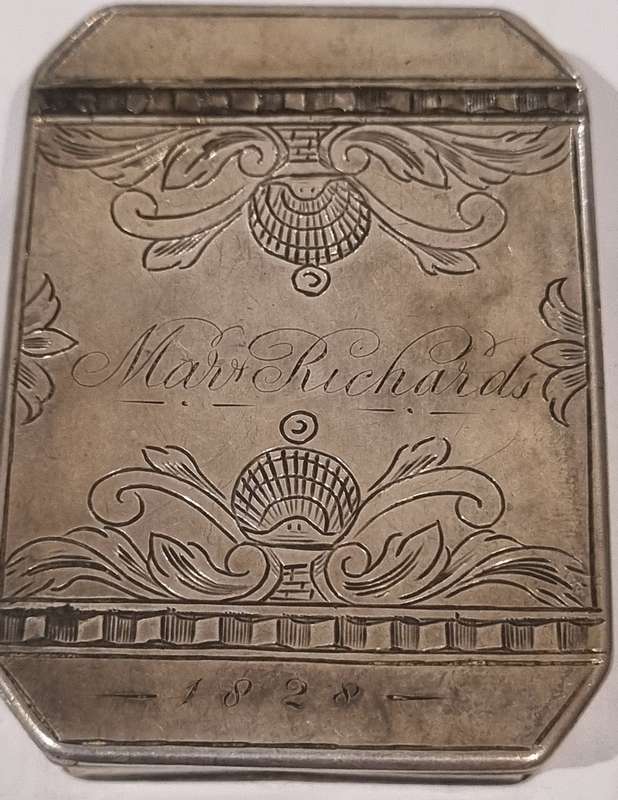 Mary Richards
— 1828 —